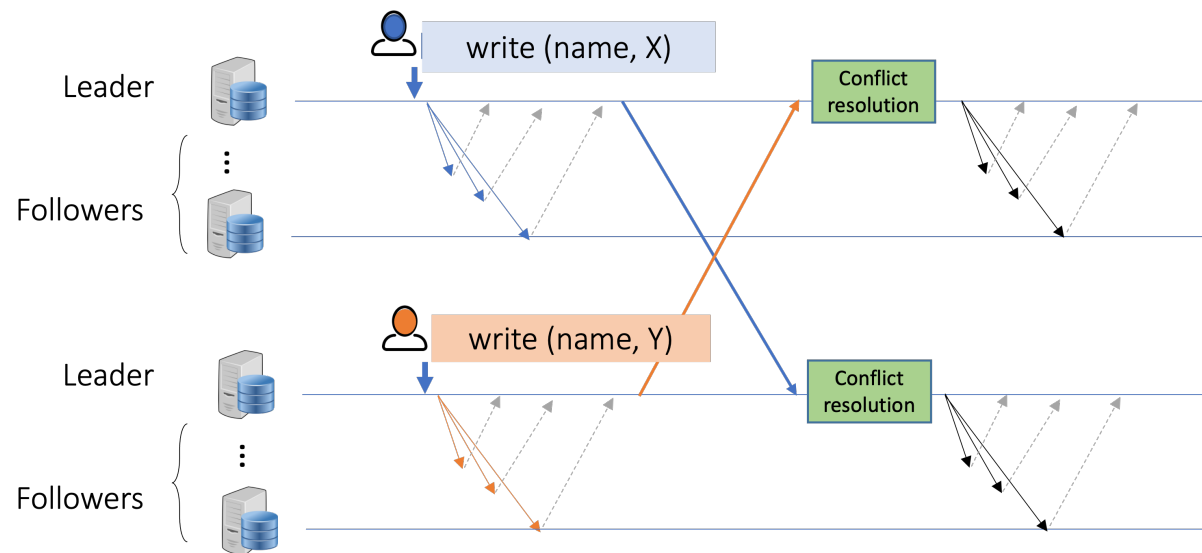 write (name, X)
Leader
Conflict
resolution
...
Followers
write (name, Y)
Leader
Conflict
resolution
...
Followers